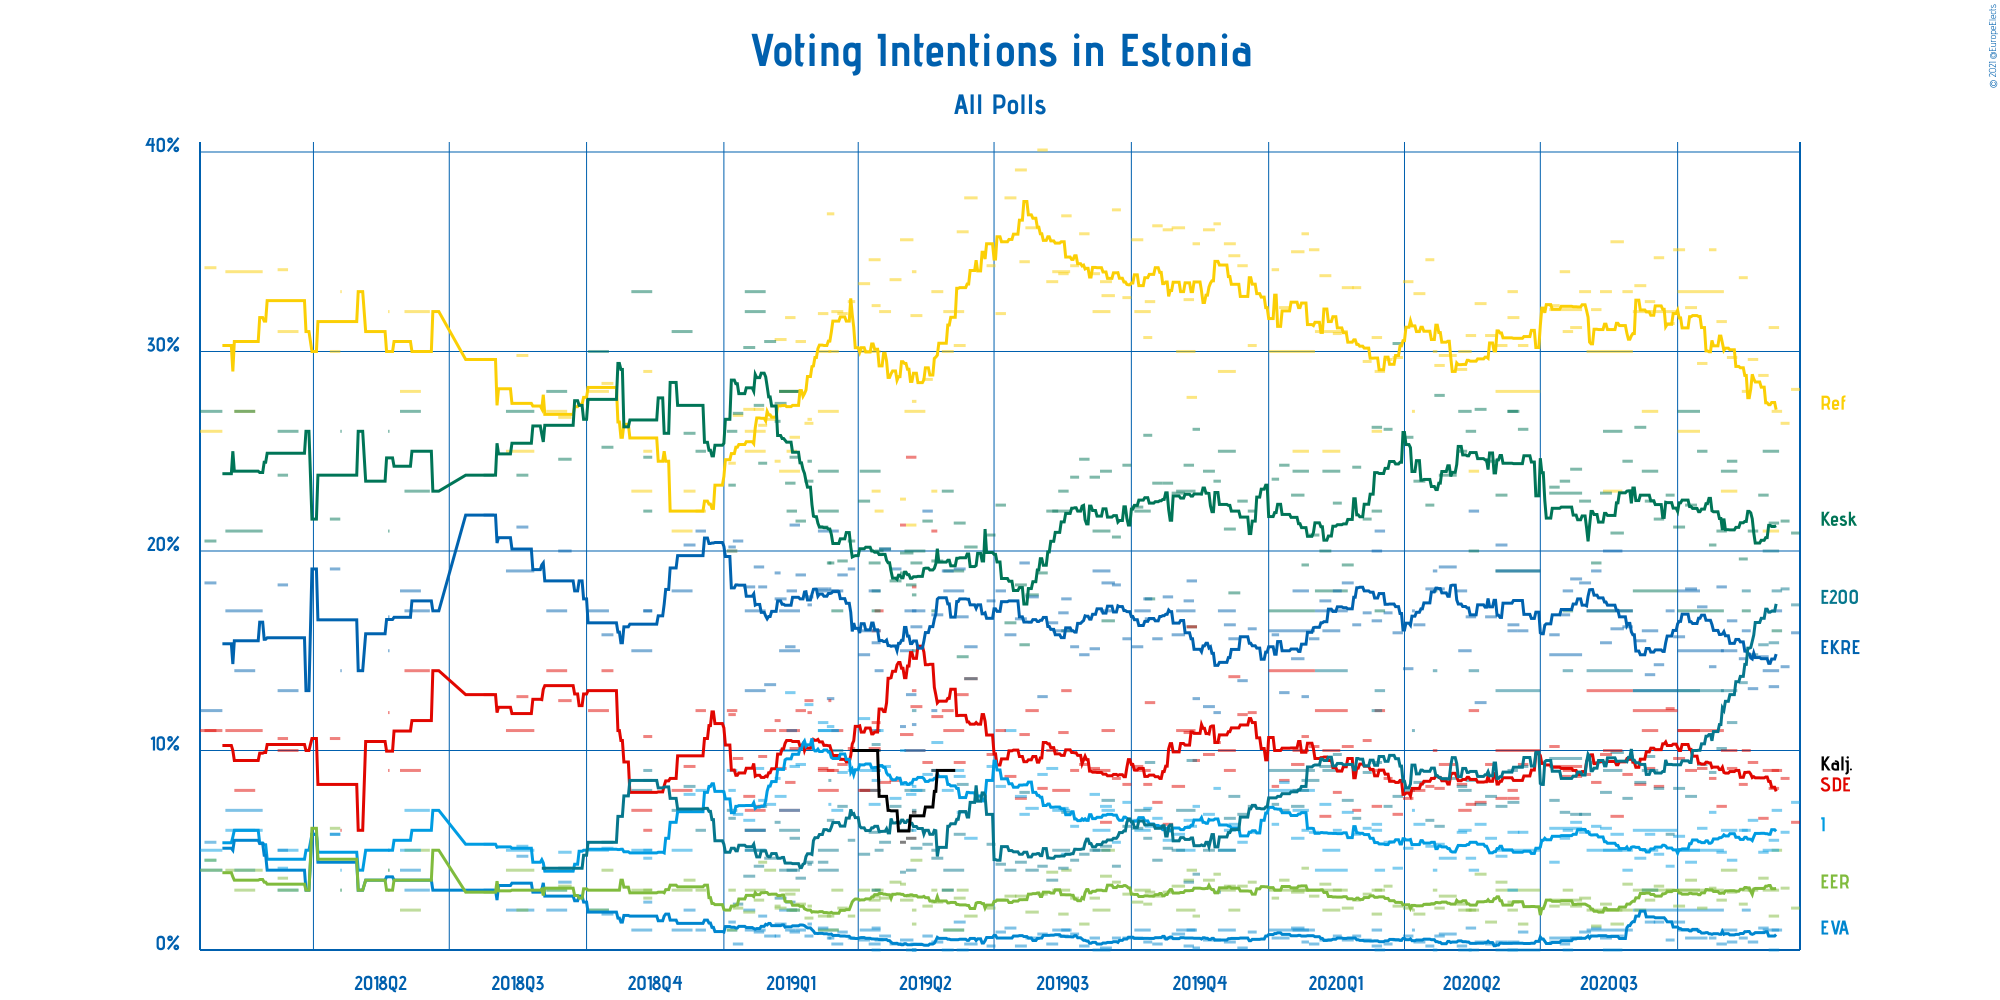 Voting Intentions in Estonia
All Polls
© 2021 @EuropeElects
40%
30%
20%
10%
0%
Ref
Kesk
E200
EKRE
Kalj.
SDE
1
EER
EVA
2018Q2 2018Q3 2018Q4 2019Q1 2019Q2 2019Q3 2019Q4 2020Q1 2020Q2 2020Q3